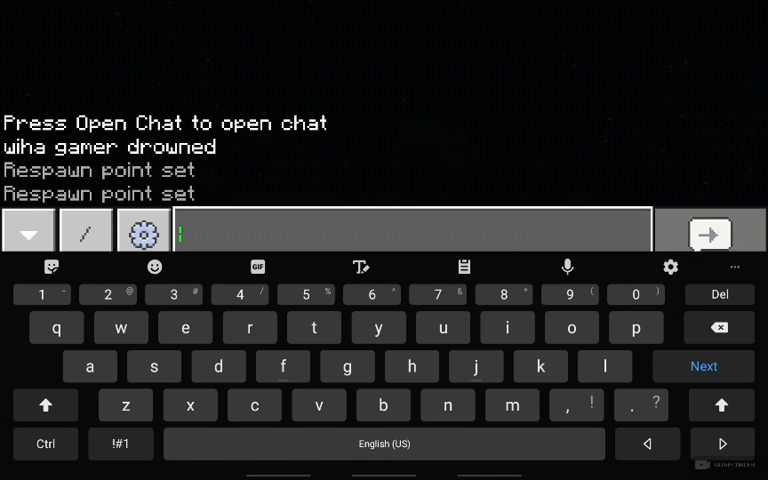 Press Open Chat to open chat
wiha gamer drowned
Respawn point set
Respawn point set
/
GIF
1 - 2 @ 3 # 4 / 5 % 6 ^ 7 & 8 * 9 ( 0 ) Del
q w e r t y u i o p
a s d f g h j k l Next
z x c v b n m , ! . ?
Ctrl !#1 English (US)